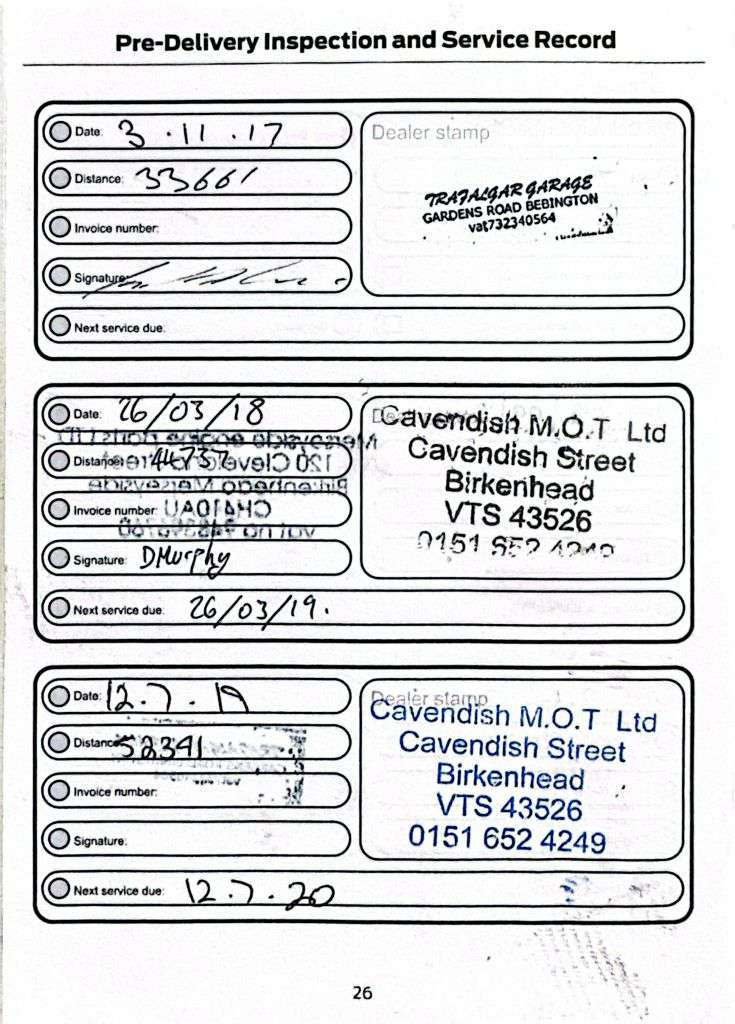 Pre-Delivery Inspection and Service Record
Date: 3.11.17
Distance: 33661
Invoice number:
Signature:
Next service due:
Dealer stamp
TRAFALGAR GARAGE
GARDENS ROAD BEBINGTON
vat732340564
Date: 26/03/18
Distance: 44737
Invoice number:
Signature: DMurphy
Next service due: 26/03/19.
Cavendish M.O.T Ltd
Cavendish Street
Birkenhead
VTS 43526
0151 652 4249
Date: 12.7.19
Distance: 52341
Invoice number:
Signature:
Next service due: 12.7.20
Dealer stamp
Cavendish M.O.T Ltd
Cavendish Street
Birkenhead
VTS 43526
0151 652 4249
26